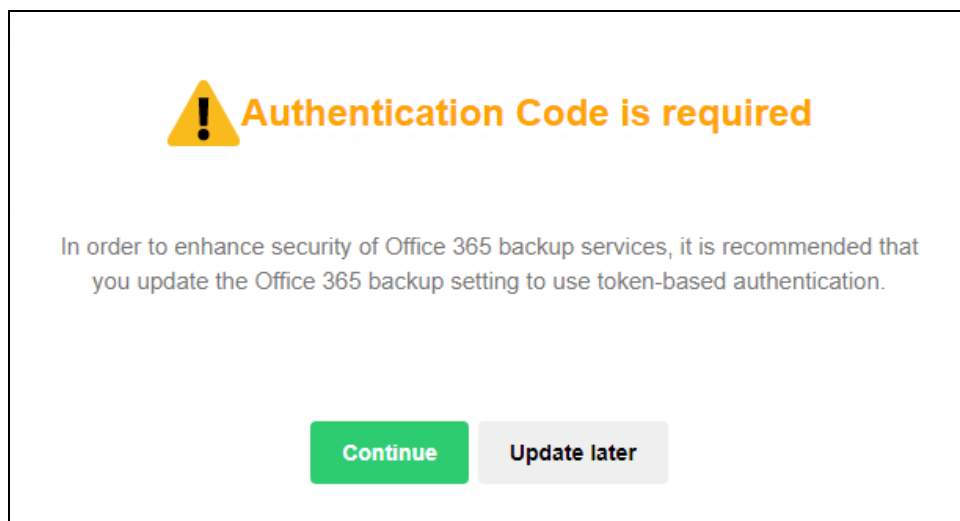 Authentication Code is required
In order to enhance security of Office 365 backup services, it is recommended that
you update the Office 365 backup setting to use token-based authentication.
Continue Update later